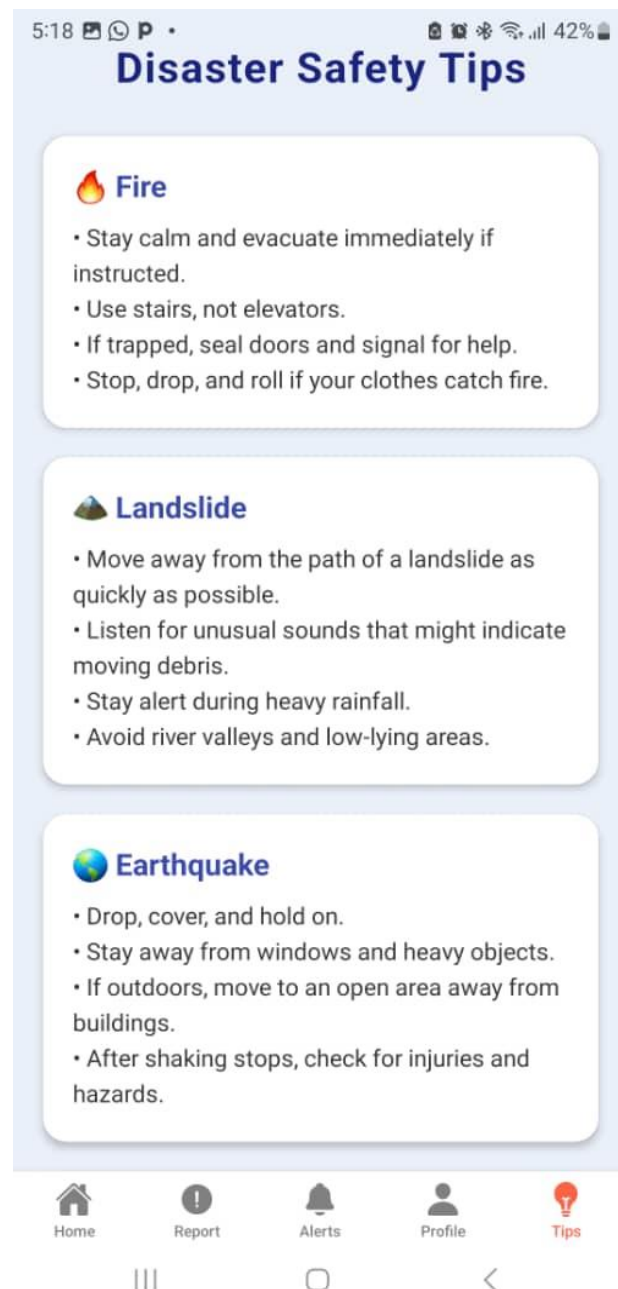 5:18 P 42%
Disaster Safety Tips
Fire
• Stay calm and evacuate immediately if
instructed.
• Use stairs, not elevators.
• If trapped, seal doors and signal for help.
• Stop, drop, and roll if your clothes catch fire.
Landslide
• Move away from the path of a landslide as
quickly as possible.
• Listen for unusual sounds that might indicate
moving debris.
• Stay alert during heavy rainfall.
• Avoid river valleys and low-lying areas.
Earthquake
• Drop, cover, and hold on.
• Stay away from windows and heavy objects.
• If outdoors, move to an open area away from
buildings.
• After shaking stops, check for injuries and
hazards.
Home Report Alerts Profile Tips